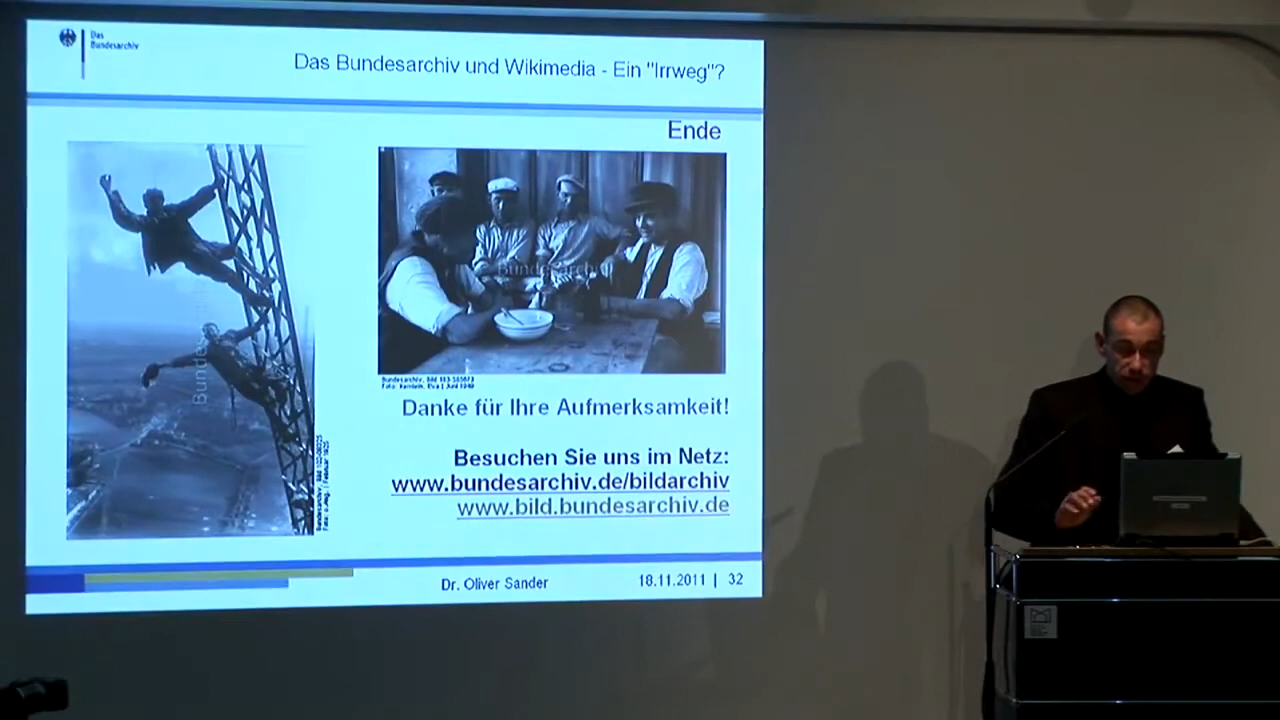 Das
Bundesarchiv
Das Bundesarchiv und Wikimedia - Ein "Irrweg"?
Ende
Bundesarchiv
Danke für Ihre Aufmerksamkeit!
Besuchen Sie uns im Netz:
www.bundesarchiv.de/bildarchiv
www.bild.bundesarchiv.de
Dr. Oliver Sander
18.11.2011 | 32